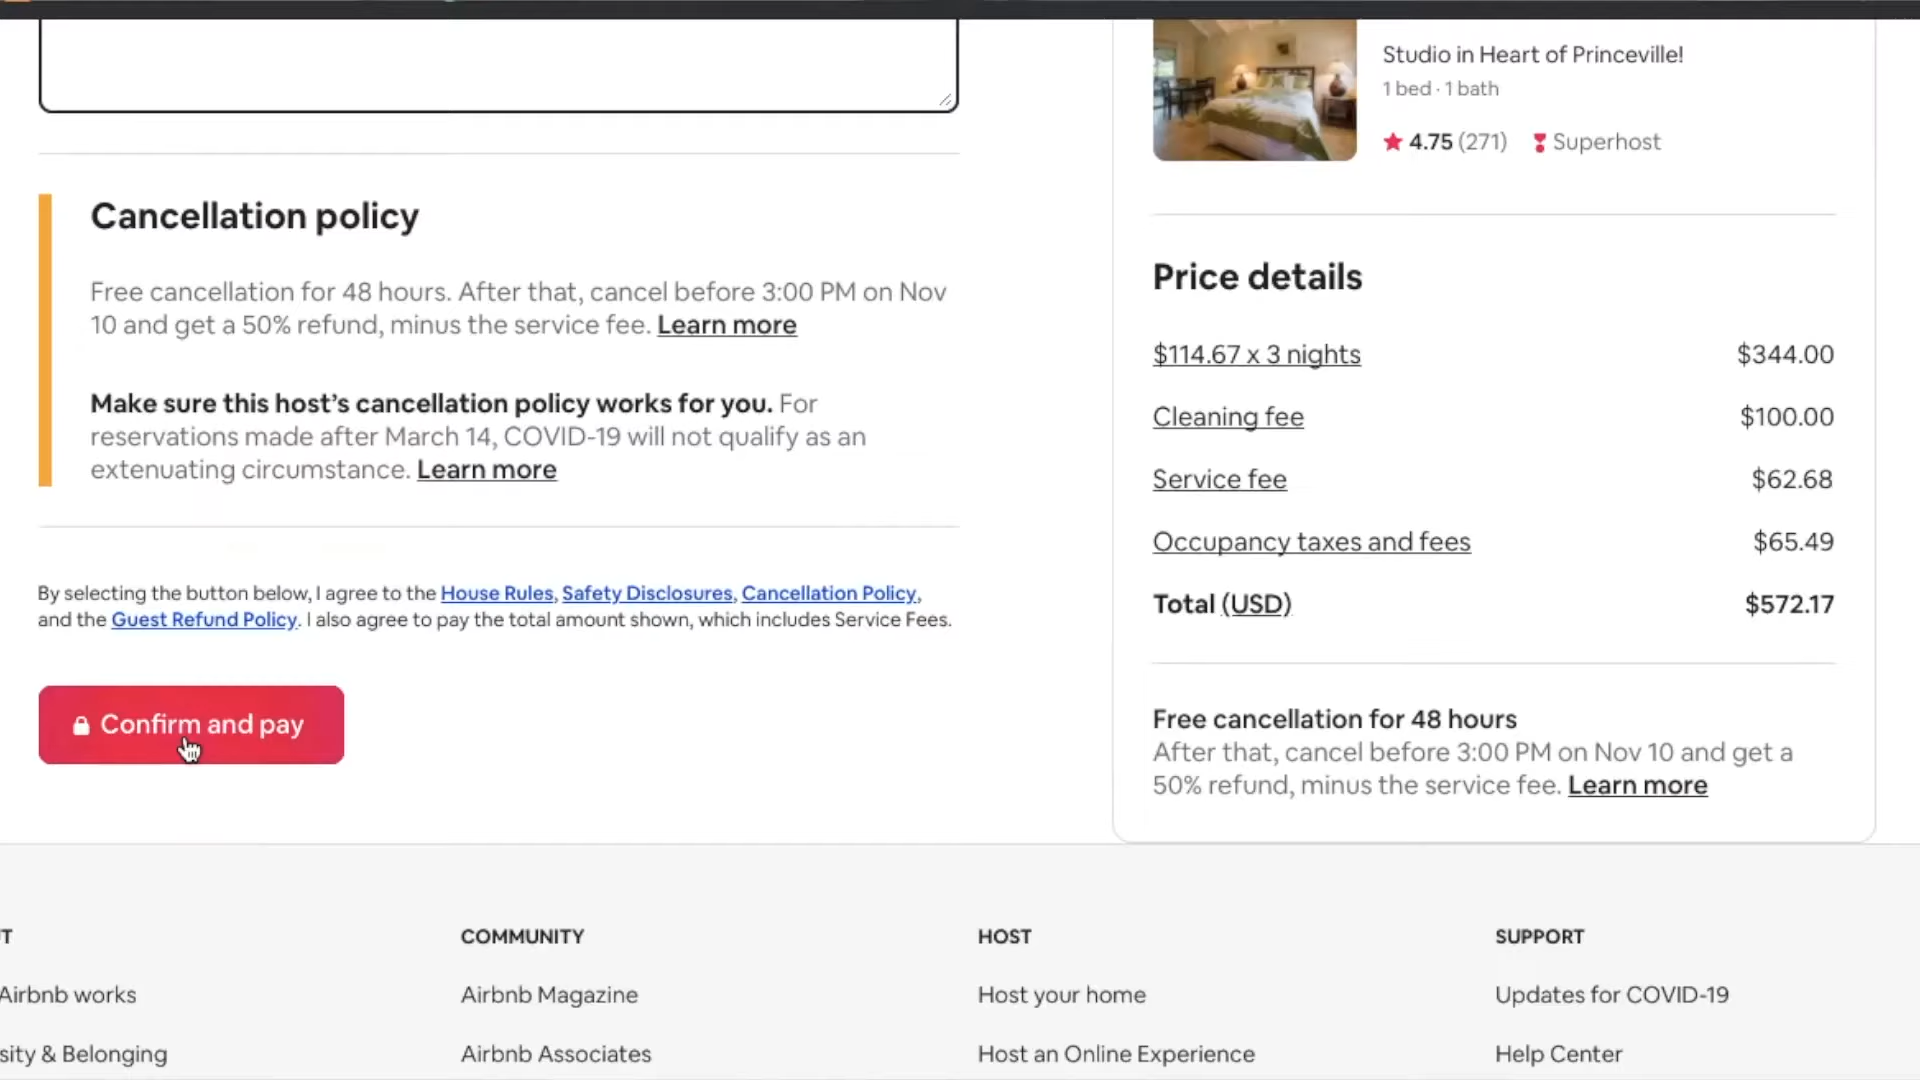 Studio in Heart of Princeville!
1 bed · 1 bath
4.75 (271) Superhost
Cancellation policy
Free cancellation for 48 hours. After that, cancel before 3:00 PM on Nov
10 and get a 50% refund, minus the service fee. Learn more
Make sure this host's cancellation policy works for you. For
reservations made after March 14, COVID-19 will not qualify as an
extenuating circumstance. Learn more
By selecting the button below, I agree to the House Rules, Safety Disclosures, Cancellation Policy,
and the Guest Refund Policy. I also agree to pay the total amount shown, which includes Service Fees.
Confirm and pay
Price details
$114.67 x 3 nights $344.00
Cleaning fee $100.00
Service fee $62.68
Occupancy taxes and fees $65.49
Total (USD) $572.17
Free cancellation for 48 hours
After that, cancel before 3:00 PM on Nov 10 and get a
50% refund, minus the service fee. Learn more
T
Airbnb works
sity & Belonging
COMMUNITY
Airbnb Magazine
Airbnb Associates
HOST
Host your home
Host an Online Experience
SUPPORT
Updates for COVID-19
Help Center